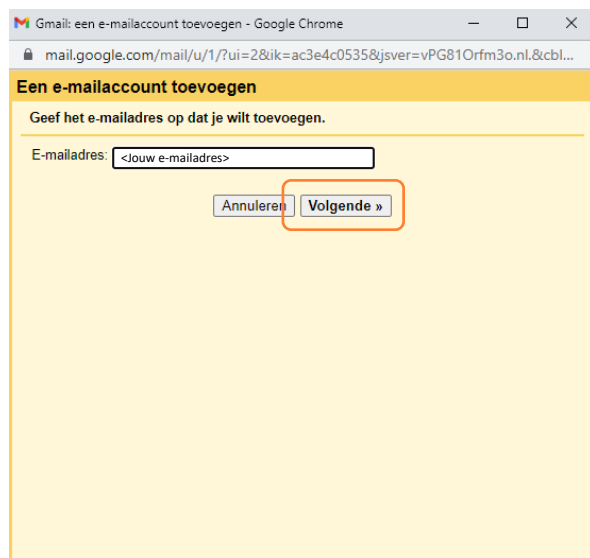 Gmail: een e-mailaccount toevoegen - Google Chrome
mail.google.com/mail/u/1/?ui=2&ik=ac3e4c0535&jsver=vPG81Orfm3o.nl.&cbl...
Een e-mailaccount toevoegen
Geef het e-mailadres op dat je wilt toevoegen.
E-mailadres: <Jouw e-mailadres>
Annuleren Volgende »